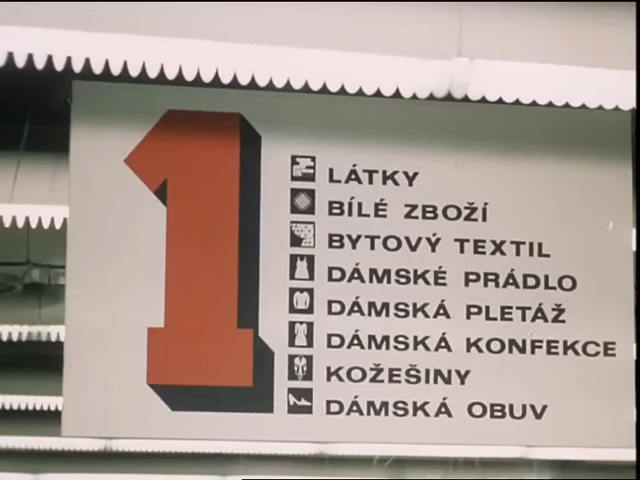 1
LÁTKY
BÍLÉ ZBOŽÍ
BYTOVÝ TEXTIL
DÁMSKÉ PRÁDLO
DÁMSKÁ PLETÁŽ
DÁMSKÁ KONFEKCE
KOŽEŠINY
DÁMSKÁ OBUV